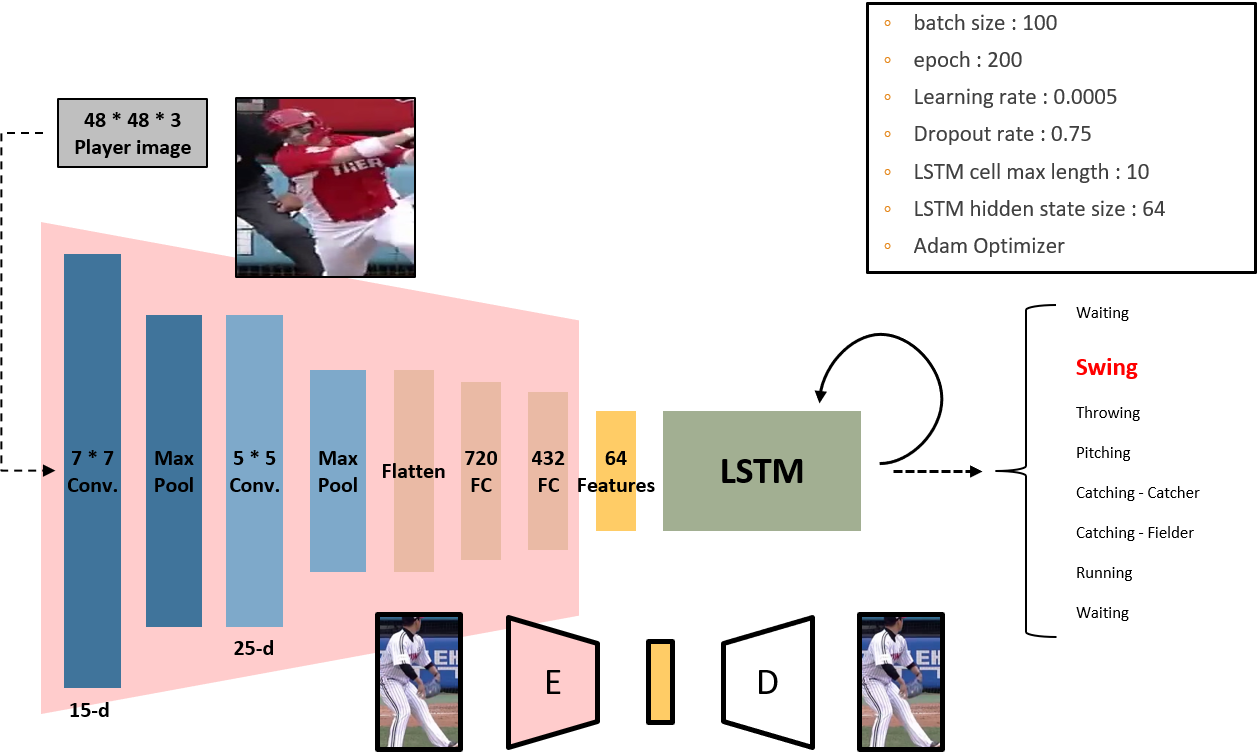 batch size : 100
epoch : 200
Learning rate : 0.0005
Dropout rate : 0.75
LSTM cell max length : 10
LSTM hidden state size : 64
Adam Optimizer
48 * 48 * 3
Player image
7 * 7
Conv.
Max
Pool
5 * 5
Conv.
Max
Pool
Flatten
720
FC
432
FC
64
Features
LSTM
15-d
25-d
Waiting
Swing
Throwing
Pitching
Catching - Catcher
Catching - Fielder
Running
Waiting
E
D